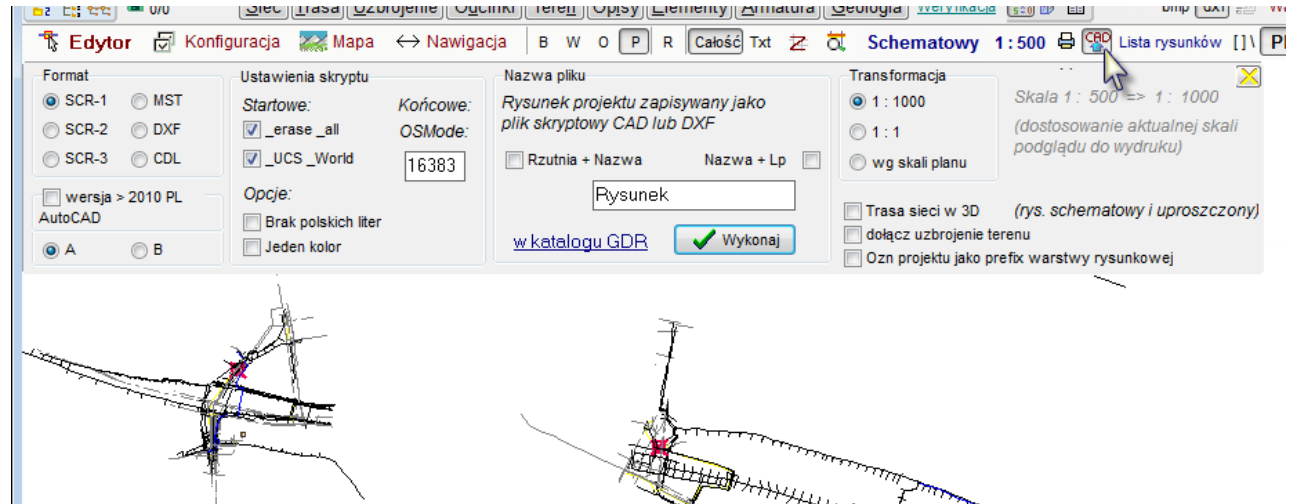 0/0 Sieć Trasa Uzbrojenie Odcinki Teren Opisy Elementy Armatura Geologia Weryfikacja bmp dxf
Edytor Konfiguracja Mapa Nawigacja B W O P R Całość Txt Schematowy 1:500 CAD Lista rysunków [ ] \
Format
SCR-1 MST
SCR-2 DXF
SCR-3 CDL
wersja > 2010 PL
AutoCAD
A B
Ustawienia skryptu
Startowe: Końcowe:
_erase _all OSMode:
_UCS _World 16383
Opcje:
Brak polskich liter
Jeden kolor
Nazwa pliku
Rysunek projektu zapisywany jako
plik skryptowy CAD lub DXF
Rzutnia + Nazwa Nazwa + Lp
Rysunek
w katalogu GDR Wykonaj
Transformacja
1 : 1000
1 : 1
wg skali planu
Skala 1 : 500 => 1 : 1000
(dostosowanie aktualnej skali
podglądu do wydruku)
Trasa sieci w 3D (rys. schematowy i uproszczony)
dołącz uzbrojenie terenu
Ozn projektu jako prefix warstwy rysunkowej